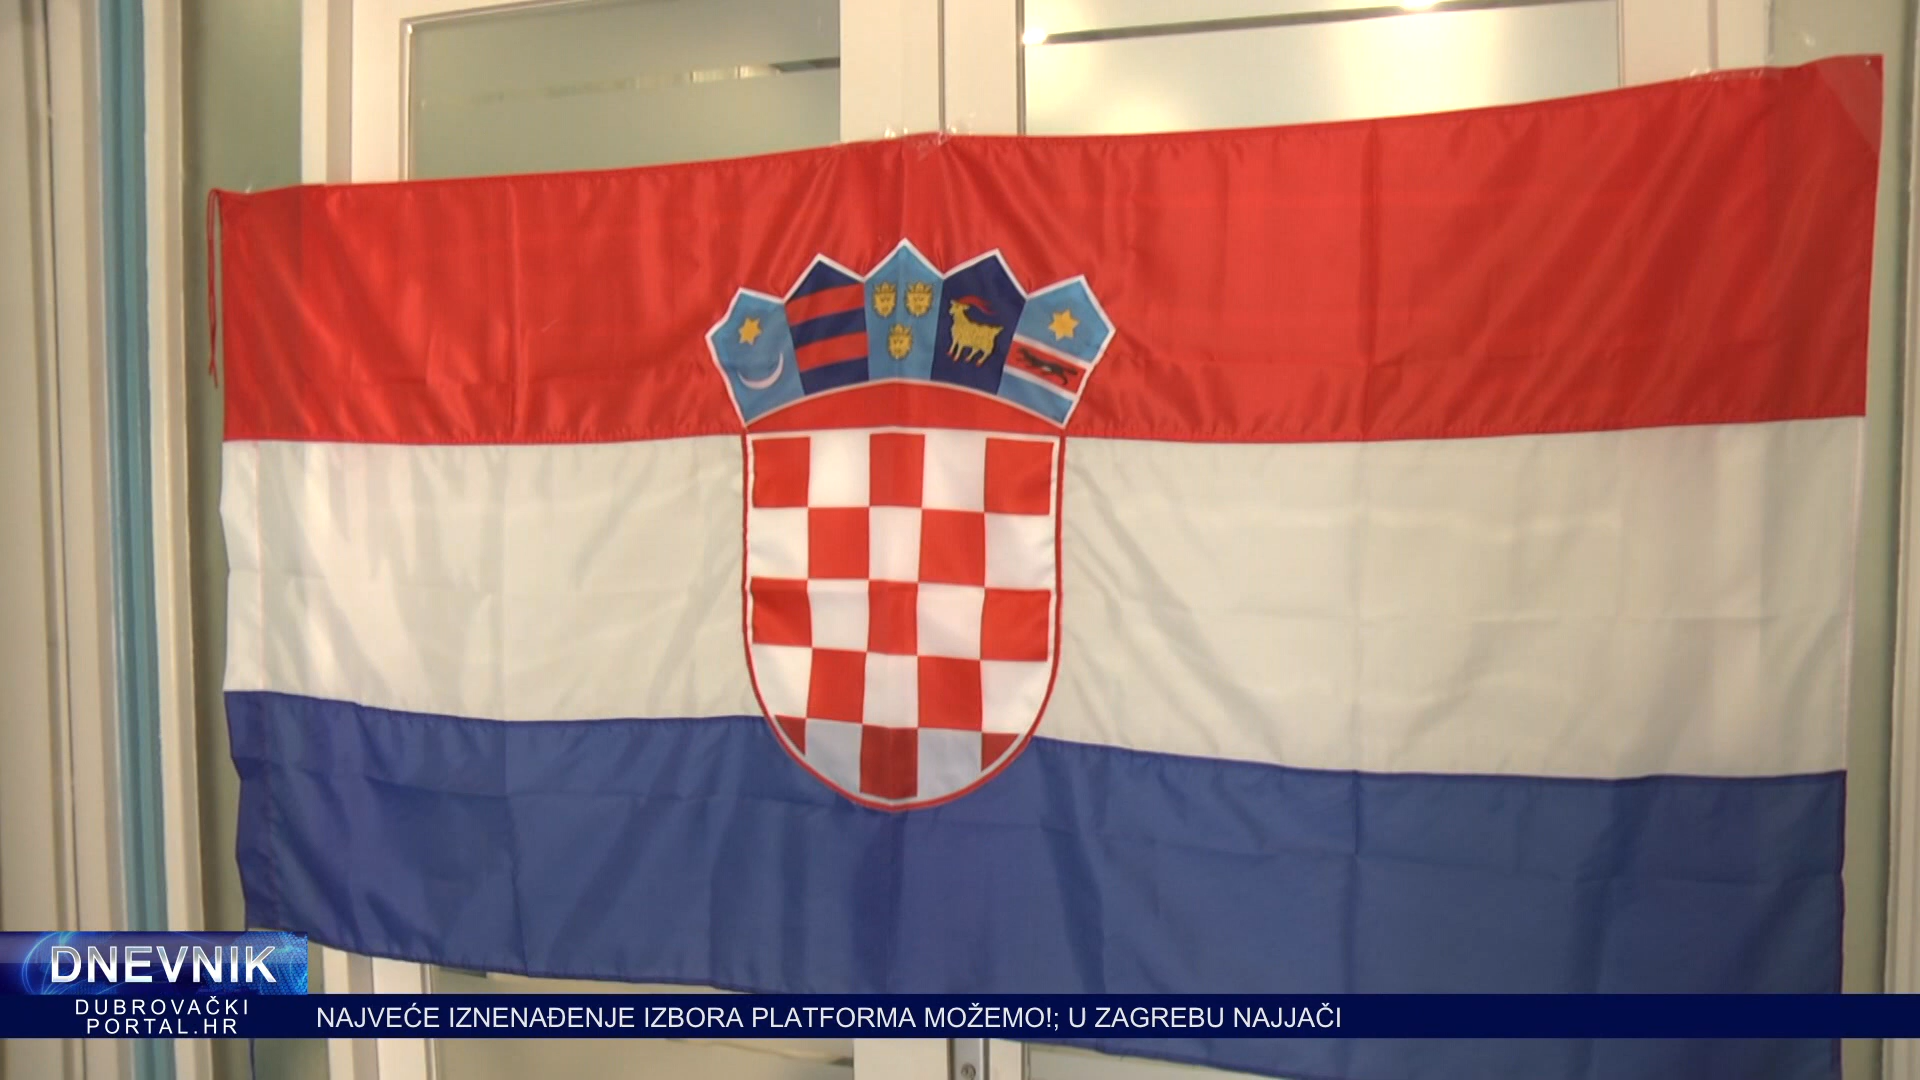 DNEVNIK
DUBROVAČKI
PORTAL.HR
NAJVEĆE IZNENAĐENJE IZBORA PLATFORMA MOŽEMO!; U ZAGREBU NAJJAČI